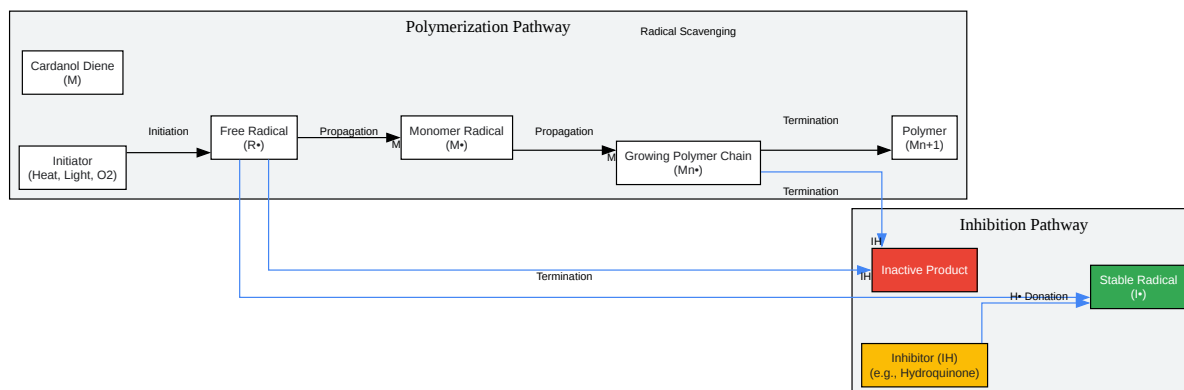 Polymerization Pathway
Radical Scavenging
Cardanol Diene
(M)
Initiation
Initiator
(Heat, Light, O2)
Free Radical
(R•)
Propagation
M
Monomer Radical
(M•)
Propagation
M
Growing Polymer Chain
(Mn•)
Termination
Polymer
(Mn+1)
Termination
Inhibition Pathway
IH
Inactive Product
IH
Termination
Stable Radical
(I•)
H• Donation
Inhibitor (IH)
(e.g., Hydroquinone)